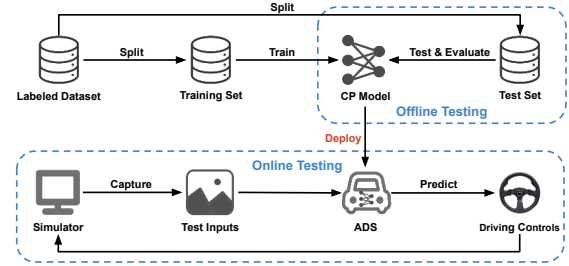 Split
Split
Train
Test & Evaluate
Labeled Dataset
Training Set
CP Model
Test Set
Offline Testing
Deploy
Online Testing
Capture
Predict
Simulator
Test Inputs
ADS
Driving Controls